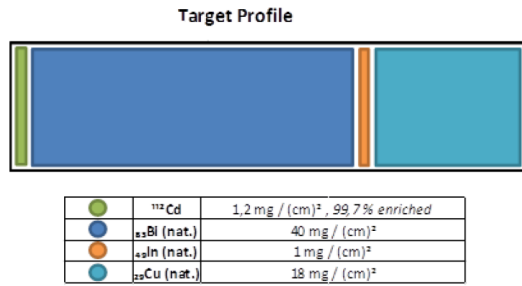 Target Profile
¹¹²Cd 1,2 mg / (cm)² , 99,7% enriched
₈₃Bi (nat.) 40 mg / (cm)²
₄₉In (nat.) 1 mg / (cm)²
₂₉Cu (nat.) 18 mg / (cm)²